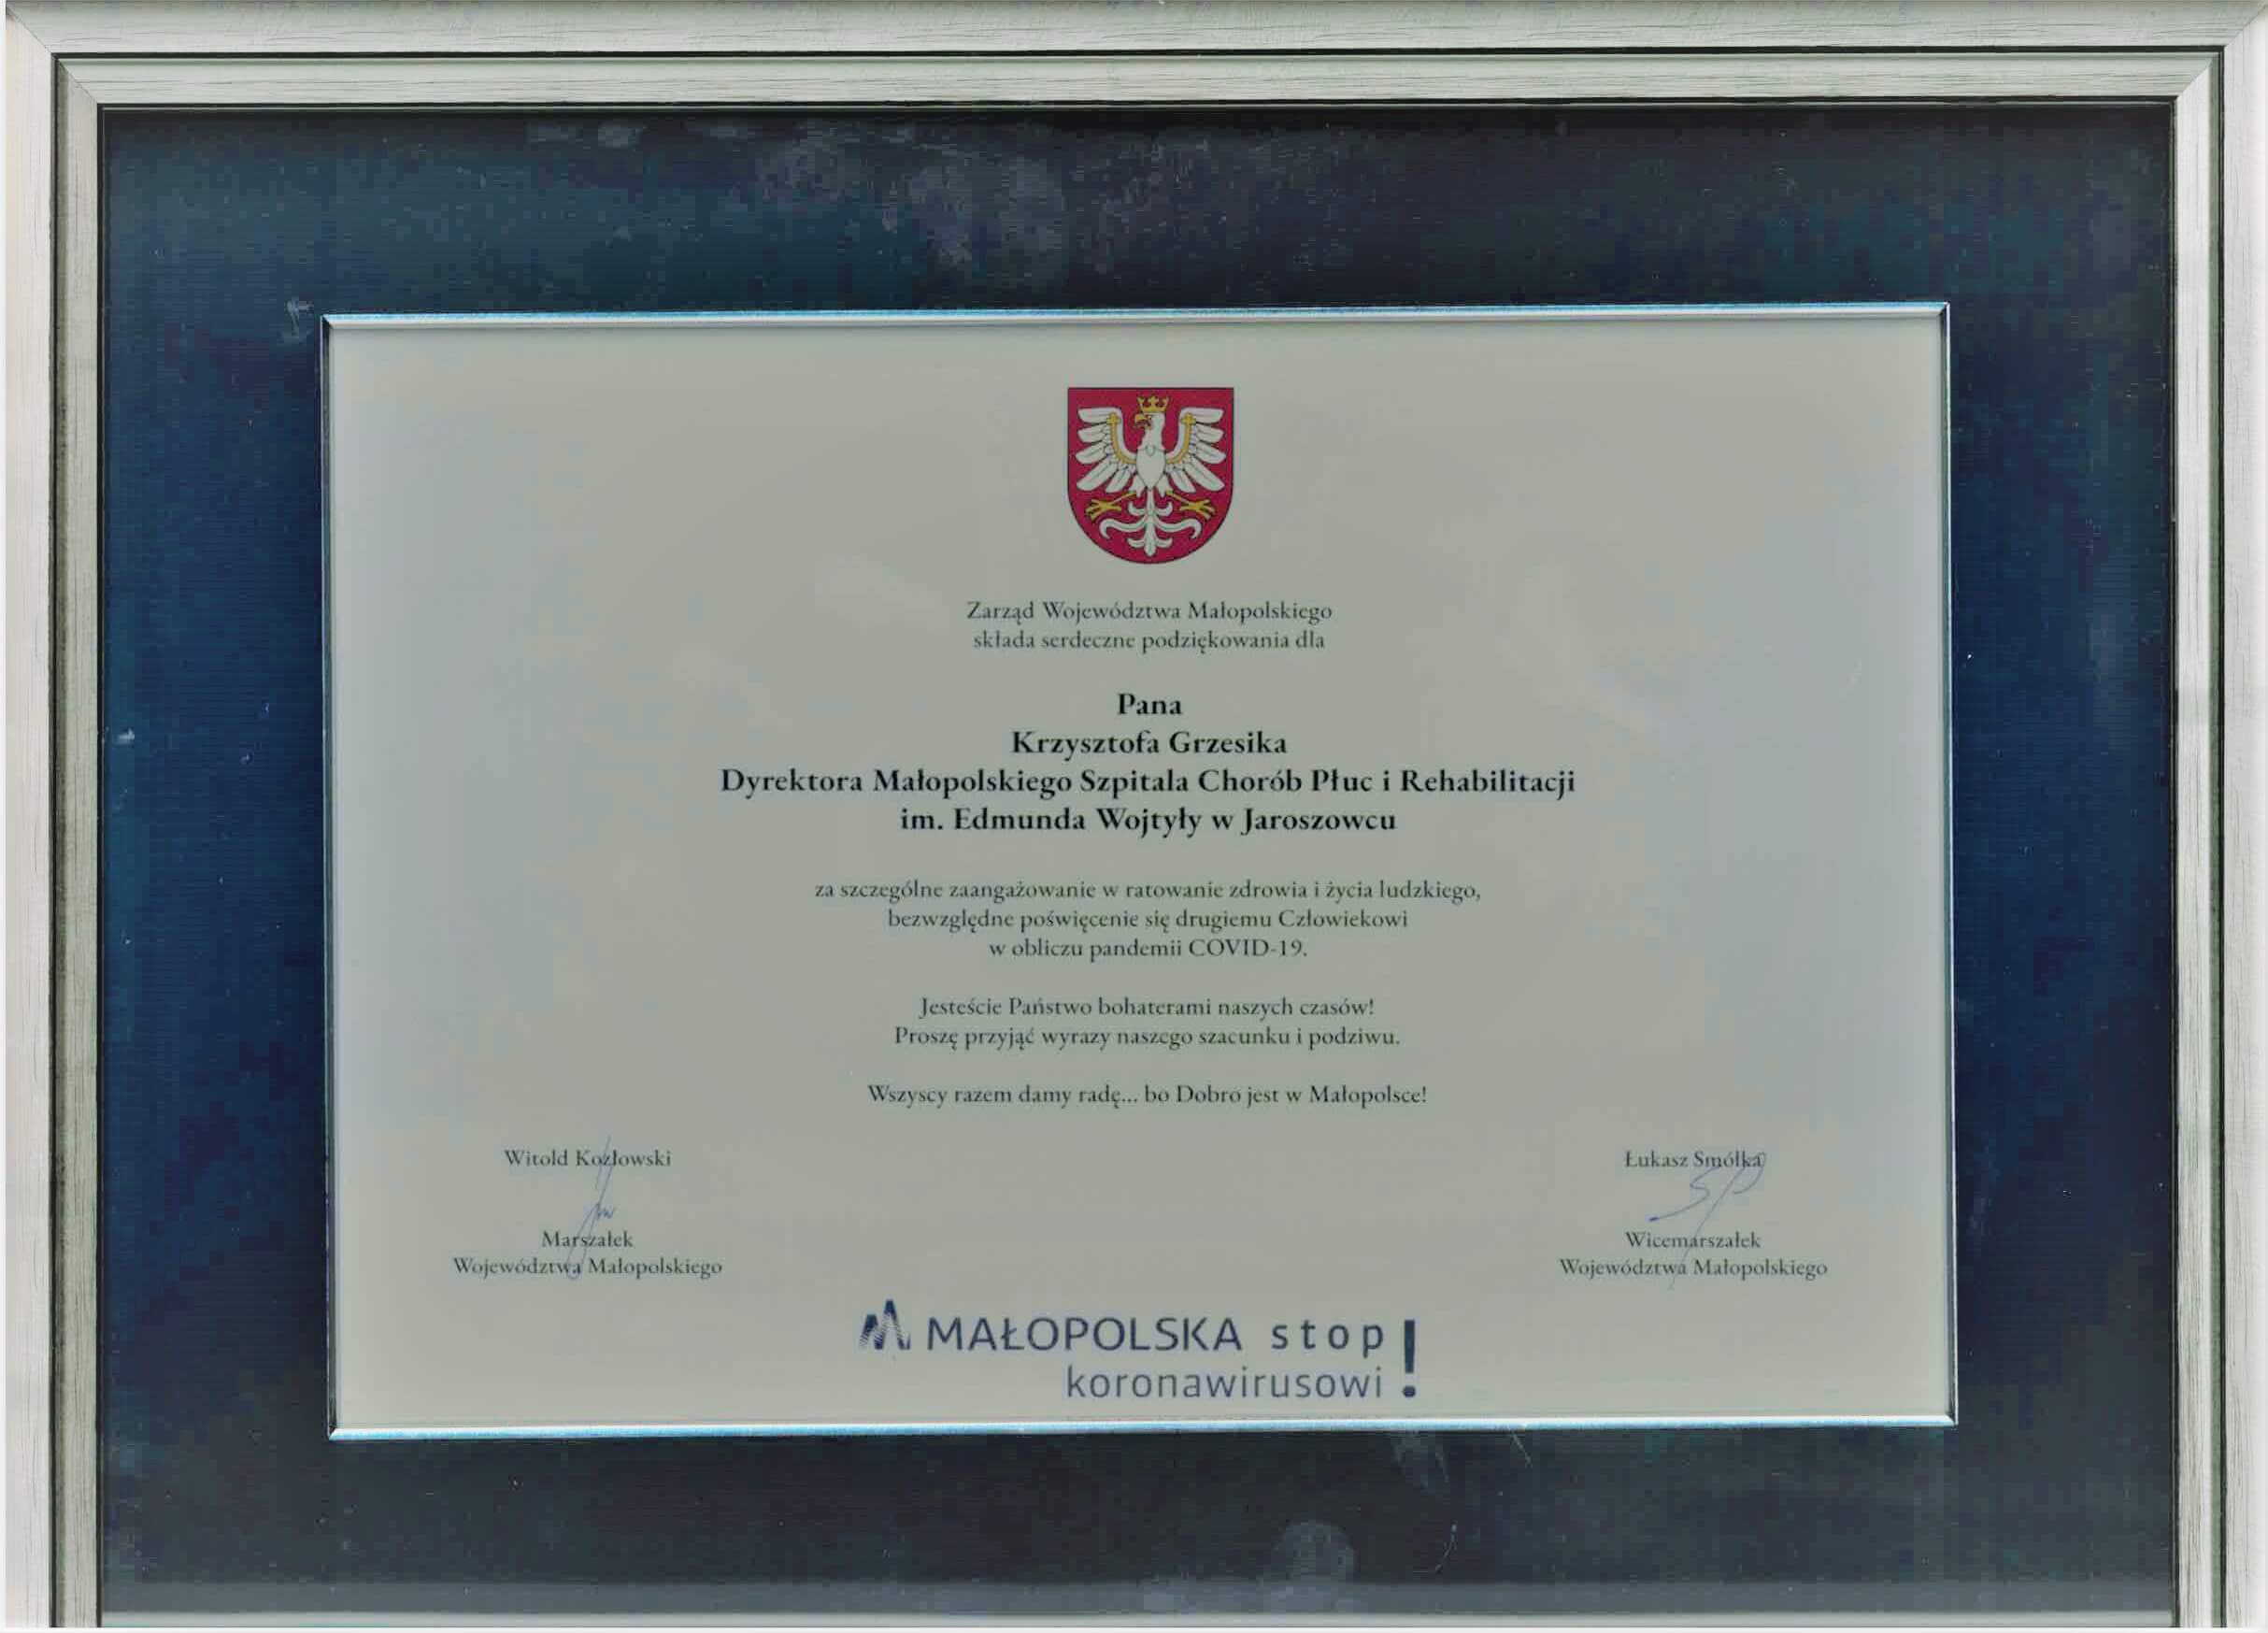 Zarząd Województwa Małopolskiego
składa serdeczne podziękowania dla
Pana
Krzysztofa Grzesika
Dyrektora Małopolskiego Szpitala Chorób Płuc i Rehabilitacji
im. Edmunda Wojtyły w Jaroszowcu
za szczególne zaangażowanie w ratowanie zdrowia i życia ludzkiego,
bezwzględne poświęcenie się drugiemu Człowiekowi
w obliczu pandemii COVID-19.
Jesteście Państwo bohaterami naszych czasów!
Proszę przyjąć wyrazy naszego szacunku i podziwu.
Wszyscy razem damy radę... bo Dobro jest w Małopolsce!
Witold Kozłowski
Marszałek
Województwa Małopolskiego
Łukasz Smółka
Wicemarszałek
Województwa Małopolskiego
MAŁOPOLSKA stop
koronawirusowi!